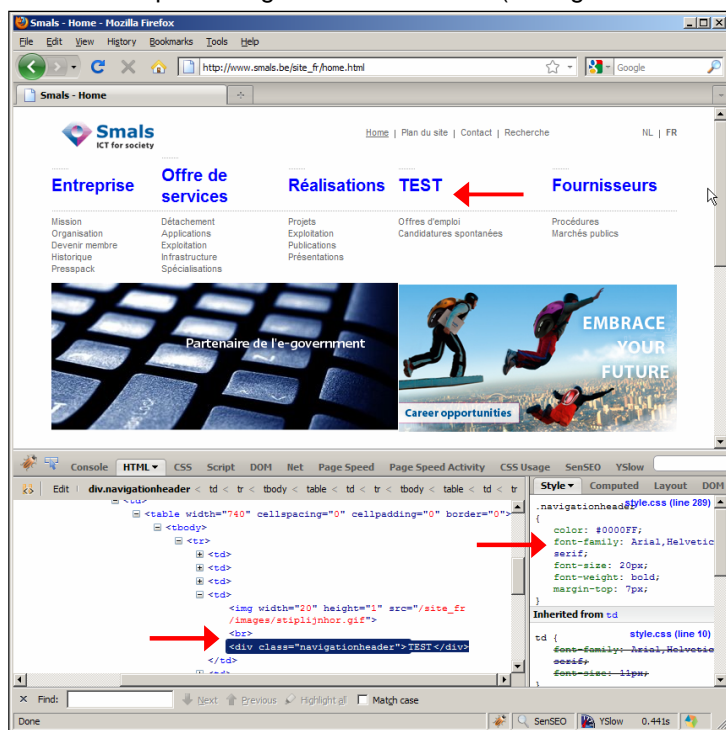 Smals - Home - Mozilla Firefox
File Edit View History Bookmarks Tools Help
http://www.smals.be/site_fr/home.html
Google
Smals - Home
Smals
ICT for society
Home | Plan du site | Contact | Recherche
NL | FR
Entreprise
Offre de
services
Réalisations
TEST
Fournisseurs
Mission
Organisation
Devenir membre
Historique
Presspack
Détachement
Applications
Exploitation
Infrastructure
Spécialisations
Projets
Exploitation
Publications
Présentations
Offres d'emploi
Candidatures spontanées
Procédures
Marchés publics
Partenaire de l'e-government
EMBRACE
YOUR
FUTURE
Career opportunities
Console HTML CSS Script DOM Net Page Speed Page Speed Activity CSS Usage SenSEO YSlow
Edit div.navigationheader < td < tr < tbody < table < td < tr < tbody < table < td < tr
<table width="740" cellspacing="0" cellpadding="0" border="0">
<tbody>
<tr>
<td>
<td>
<td>
<td>
<img width="20" height="1" src="/site_fr
/images/stiplijnhor.gif">
<br>
<div class="navigationheader">TEST</div>
</td>
Style Computed Layout DOM
.navigationheader style.css (line 289)
{
color: #0000FF;
font-family: Arial,Helvetic
serif;
font-size: 20px;
font-weight: bold;
margin-top: 7px;
}
Inherited from td
td { style.css (line 10)
font-family: Arial,Helvetic
serif;
font-size: 11px;
Find: Next Previous Highlight all Match case
Done SenSEO YSlow 0.441s